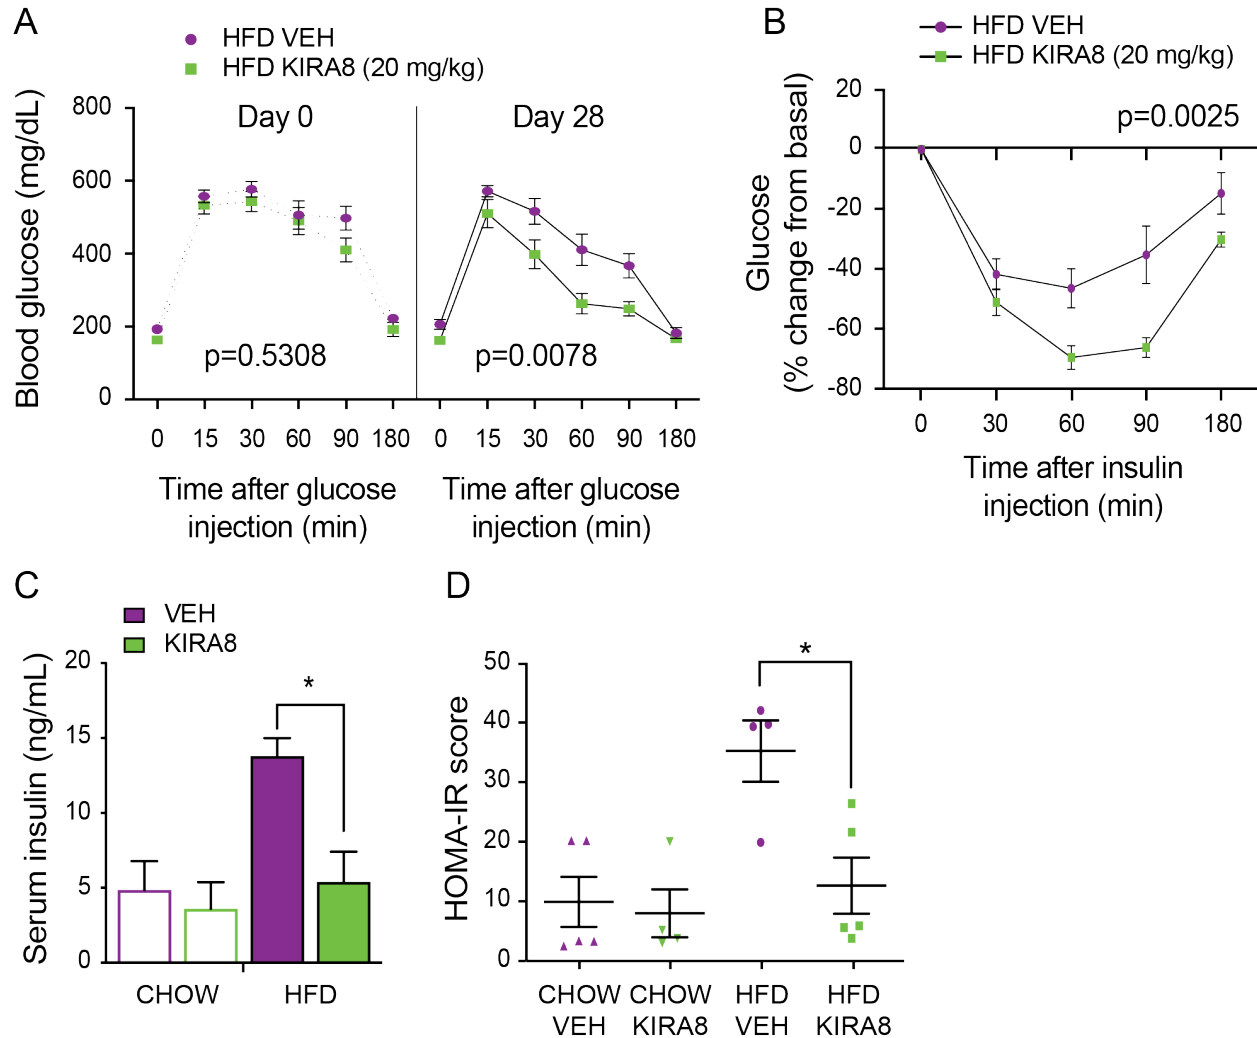 A
HFD VEH
HFD KIRA8 (20 mg/kg)
Blood glucose (mg/dL)
800
600
400
200
0
Day 0
Day 28
p=0.5308
p=0.0078
0 15 30 60 90 180
0 15 30 60 90 180
Time after glucose
injection (min)
Time after glucose
injection (min)
B
HFD VEH
HFD KIRA8 (20 mg/kg)
Glucose
(% change from basal)
20
0
-20
-40
-60
-80
p=0.0025
0 30 60 90 180
Time after insulin
injection (min)
C
VEH
KIRA8
Serum insulin (ng/mL)
20
15
10
5
0
*
CHOW
HFD
D
HOMA-IR score
50
40
30
20
10
0
*
CHOW
VEH
CHOW
KIRA8
HFD
VEH
HFD
KIRA8